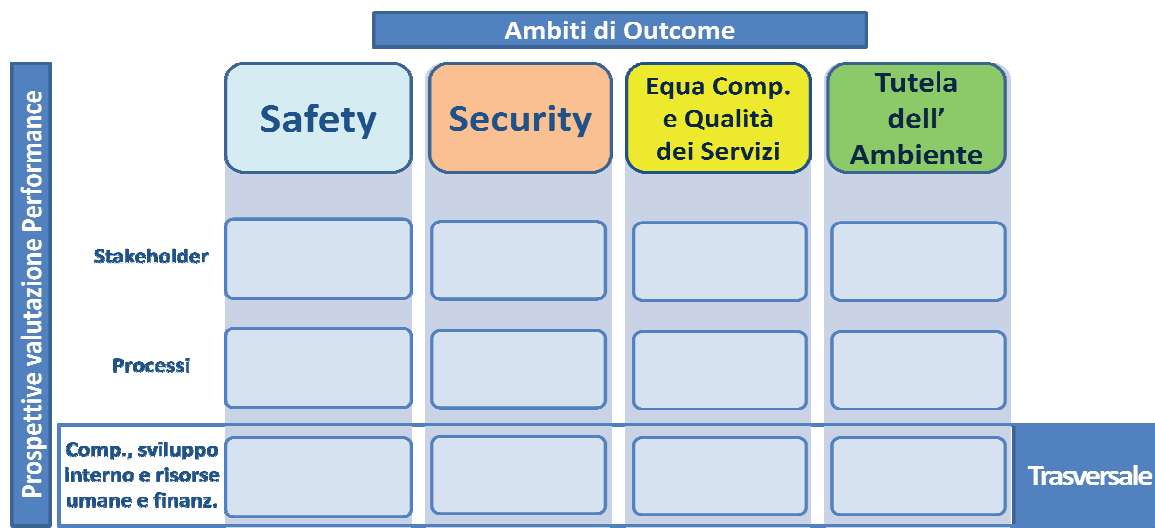 Ambiti di Outcome
Prospettive valutazione Performance
Safety
Security
Equa Comp.
e Qualità
dei Servizi
Tutela
dell'
Ambiente
Stakeholder
Processi
Comp., sviluppo
interno e risorse
umane e finanz.
Trasversale